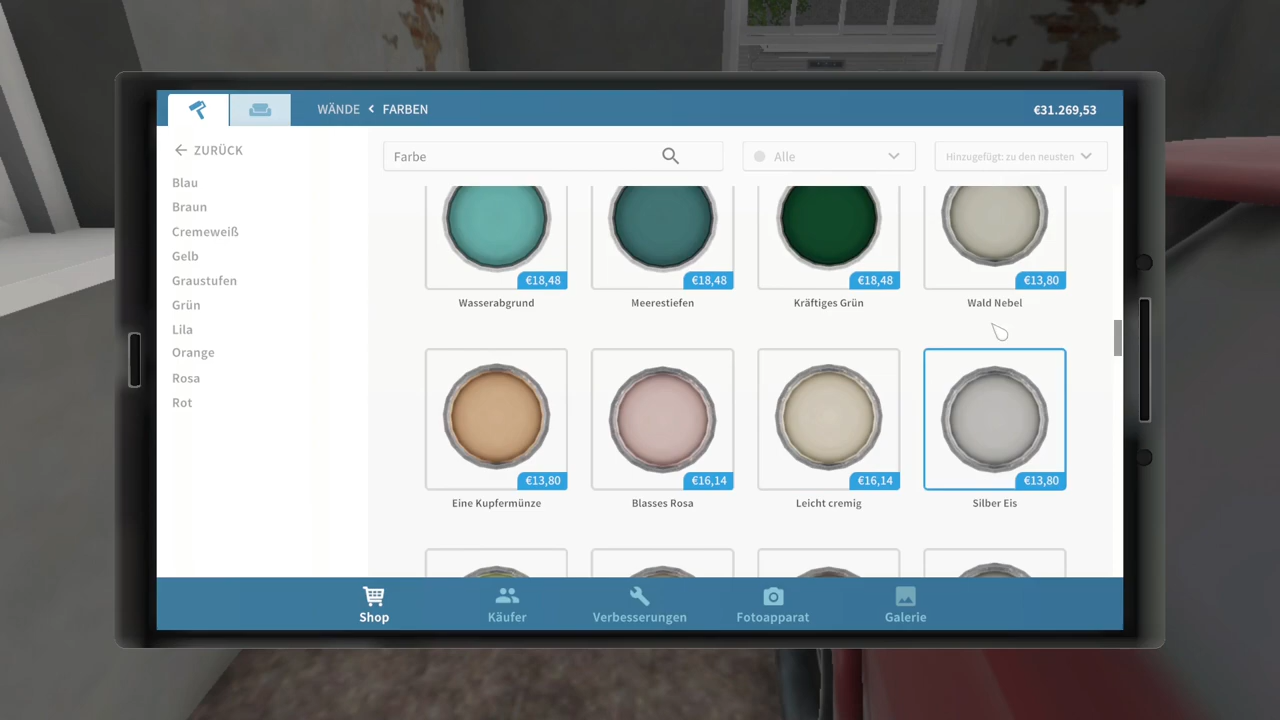 WÄNDE < FARBEN
€31.269,53
ZURÜCK
Blau
Braun
Cremeweiß
Gelb
Graustufen
Grün
Lila
Orange
Rosa
Rot
Farbe
Alle
Hinzugefügt: zu den neusten
€18,48
€18,48
€18,48
€13,80
Wasserabgrund
Meerestiefen
Kräftiges Grün
Wald Nebel
€13,80
€16,14
€16,14
€13,80
Eine Kupfermünze
Blasses Rosa
Leicht cremig
Silber Eis
Shop
Käufer
Verbesserungen
Fotoapparat
Galerie